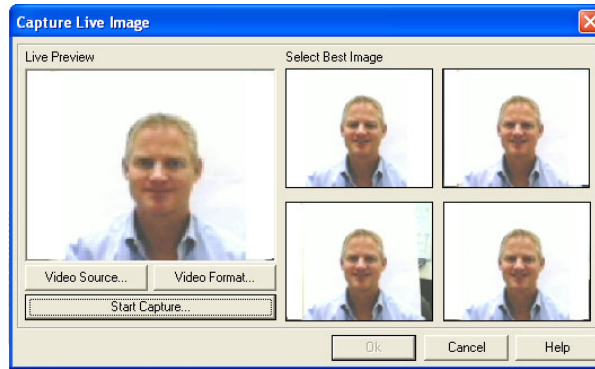 Capture Live Image
Live Preview
Select Best Image
Video Source...
Video Format...
Start Capture...
Ok
Cancel
Help